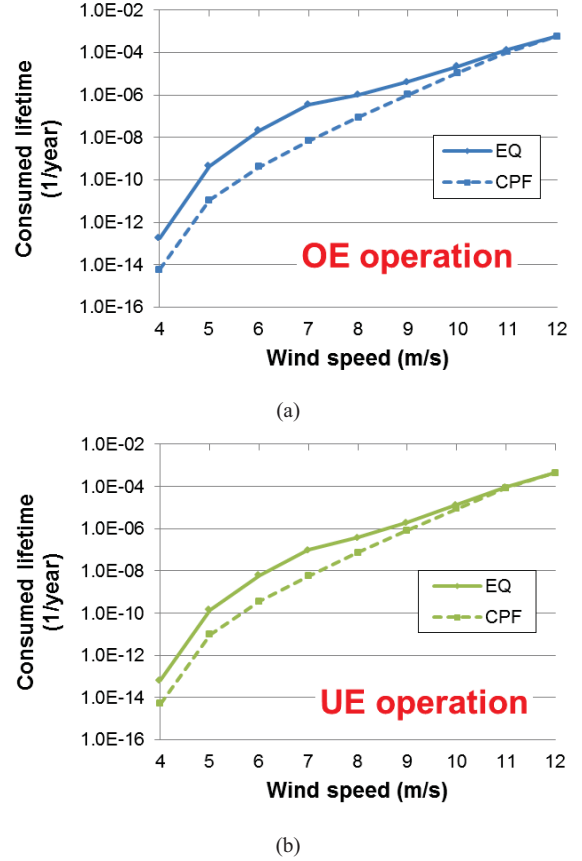 1.0E-02
1.0E-04
1.0E-06
1.0E-08
1.0E-10
1.0E-12
1.0E-14
1.0E-16
Consumed lifetime
(1/year)
EQ
CPF
OE operation
4 5 6 7 8 9 10 11 12
Wind speed (m/s)
(a)
1.0E-02
1.0E-04
1.0E-06
1.0E-08
1.0E-10
1.0E-12
1.0E-14
1.0E-16
Consumed lifetime
(1/year)
EQ
CPF
UE operation
4 5 6 7 8 9 10 11 12
Wind speed (m/s)
(b)